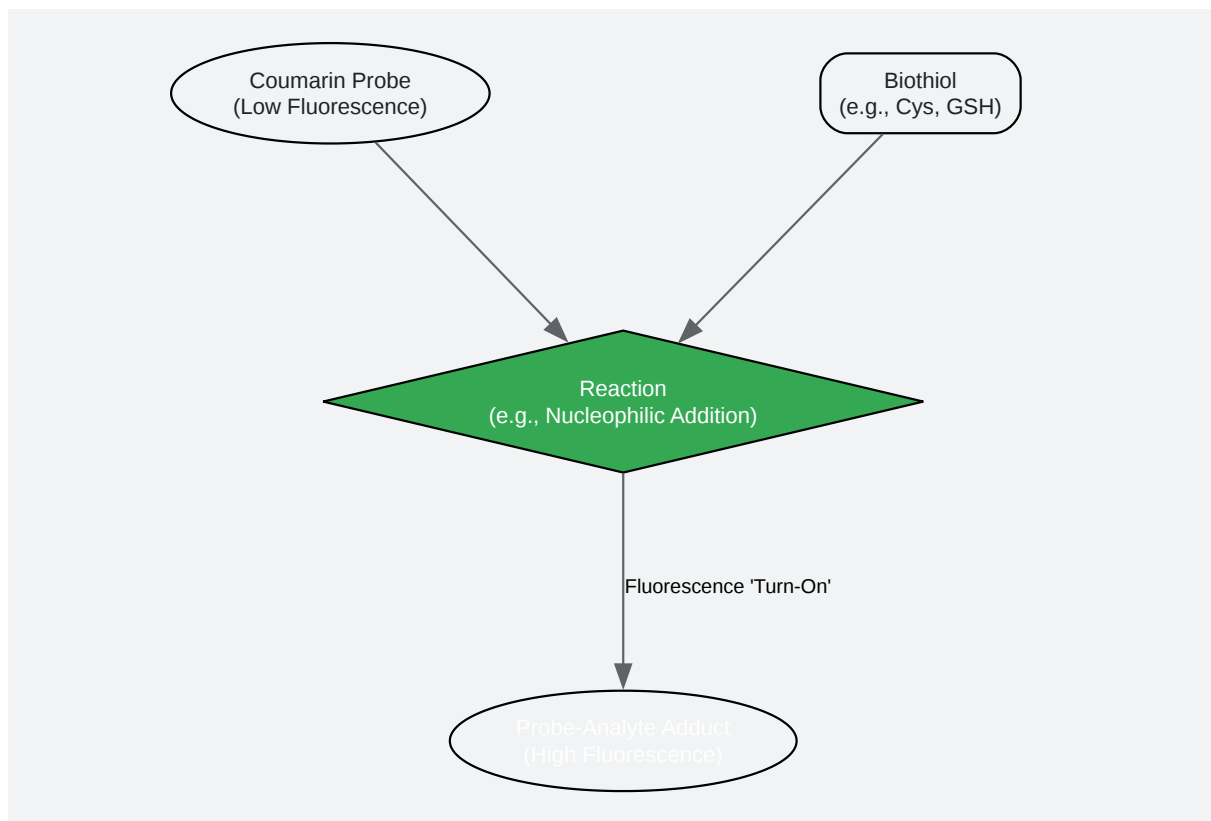 Coumarin Probe
(Low Fluorescence)
Biothiol
(e.g., Cys, GSH)
Reaction
(e.g., Nucleophilic Addition)
Fluorescence 'Turn-On'
Probe-Analyte Adduct
(High Fluorescence)